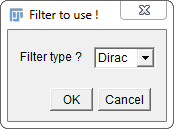 Filter to use !
Filter type ? Dirac
OK Cancel